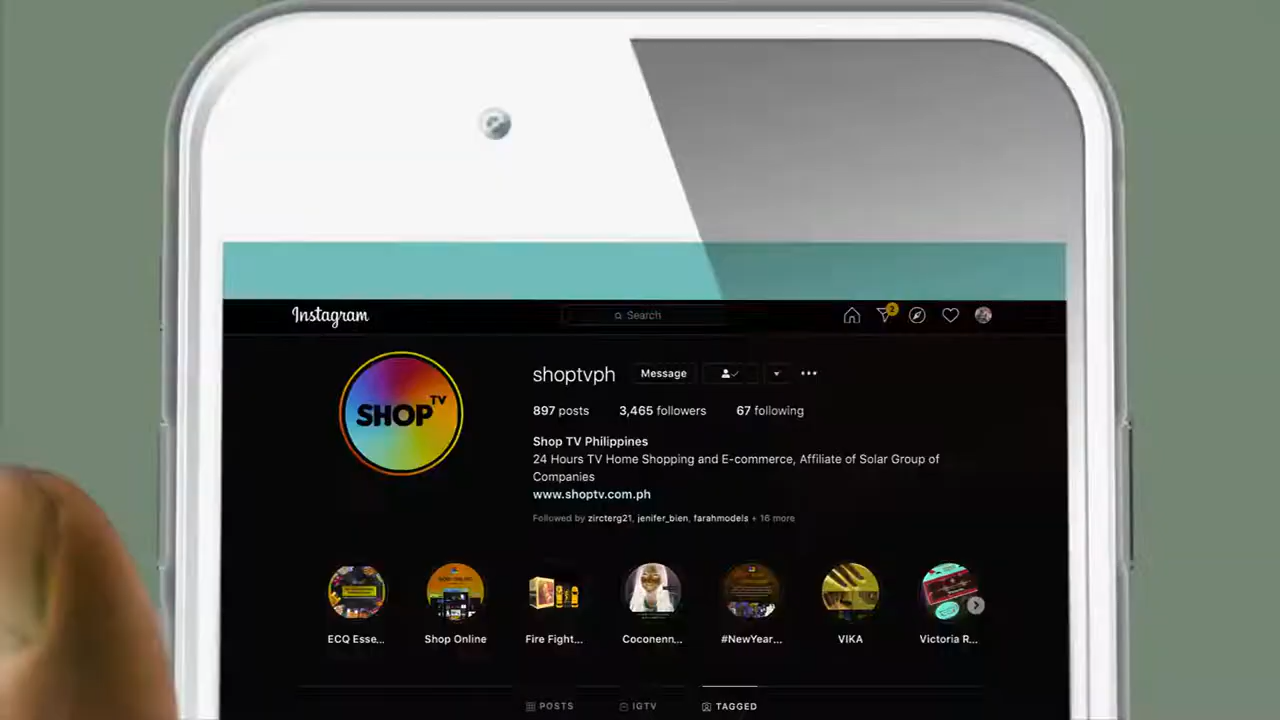 Instagram
Search
2
SHOP TV
shoptvph Message
897 posts 3,465 followers 67 following
Shop TV Philippines
24 Hours TV Home Shopping and E-commerce, Affiliate of Solar Group of
Companies
www.shoptv.com.ph
Followed by zircterg21, jenifer_bien, farahmodels + 16 more
ECQ Esse... Shop Online Fire Fight... Coconenn... #NewYear... VIKA Victoria R...
POSTS IGTV TAGGED